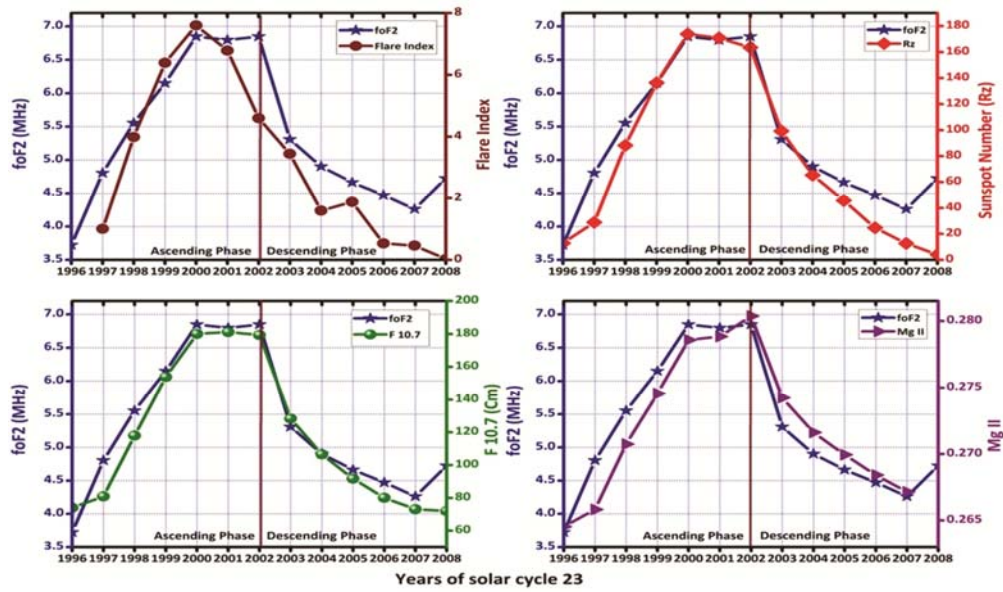 7.0
6.5
6.0
5.5
5.0
4.5
4.0
3.5
foF2 (MHz)
foF2
Flare Index
8
6
4
2
0
Flare Index
Ascending Phase
Descending Phase
1996 1997 1998 1999 2000 2001 2002 2003 2004 2005 2006 2007 2008
7.0
6.5
6.0
5.5
5.0
4.5
4.0
3.5
foF2 (MHz)
foF2
Rz
180
160
140
120
100
80
60
40
20
0
Sunspot Number (Rz)
Ascending Phase
Descending Phase
1996 1997 1998 1999 2000 2001 2002 2003 2004 2005 2006 2007 2008
7.0
6.5
6.0
5.5
5.0
4.5
4.0
3.5
foF2 (MHz)
foF2
F 10.7
200
180
160
140
120
100
80
60
F 10.7 (Cm)
Ascending Phase
Descending Phase
1996 1997 1998 1999 2000 2001 2002 2003 2004 2005 2006 2007 2008
7.0
6.5
6.0
5.5
5.0
4.5
4.0
3.5
foF2 (MHz)
foF2
Mg II
0.280
0.275
0.270
0.265
Mg II
Ascending Phase
Descending Phase
1996 1997 1998 1999 2000 2001 2002 2003 2004 2005 2006 2007 2008
Years of solar cycle 23